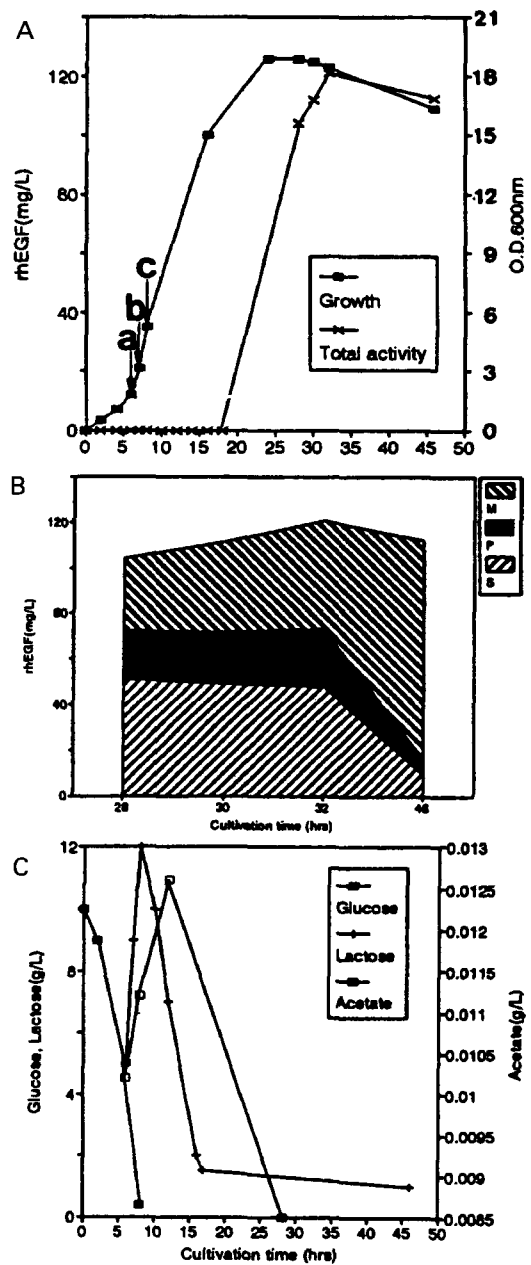 A
rhEGF(mg/L)
120
80
40
0
21
18
15
12
9
6
3
0
O.D.600nm
a
b
c
Growth
Total activity
0 5 10 15 20 25 30 35 40 45 50
B
rhEGF(mg/L)
120
80
40
0
M
P
S
28 30 32 46
Cultivation time (hrs)
C
Glucose, Lactose(g/L)
12
8
4
0
0.013
0.0125
0.012
0.0115
0.011
0.0105
0.01
0.0095
0.009
0.0085
Acetate(g/L)
Glucose
Lactose
Acetate
0 5 10 15 20 25 30 35 40 45 50
Cultivation time (hrs)